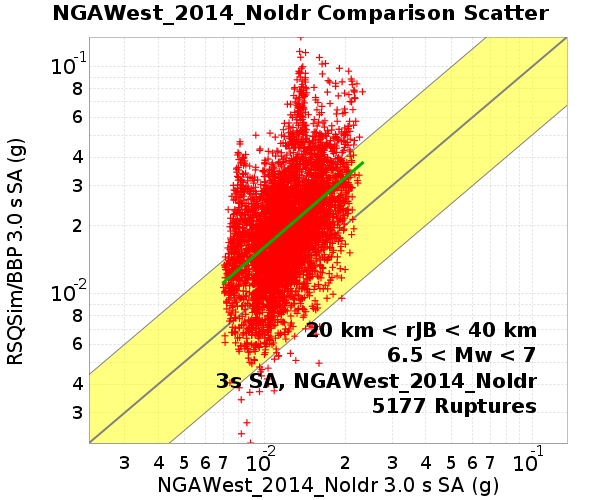 NGAWest_2014_NoIdr Comparison Scatter
RSQSim/BBP 3.0 s SA (g)
10^-1
8
6
4
3
2
10^-2
8
6
4
3
20 km < rJB < 40 km
6.5 < Mw < 7
3s SA, NGAWest_2014_NoIdr
5177 Ruptures
3 4 5 6 7 10^-2 2 3 4 5 6 7 10^-1
NGAWest_2014_NoIdr 3.0 s SA (g)